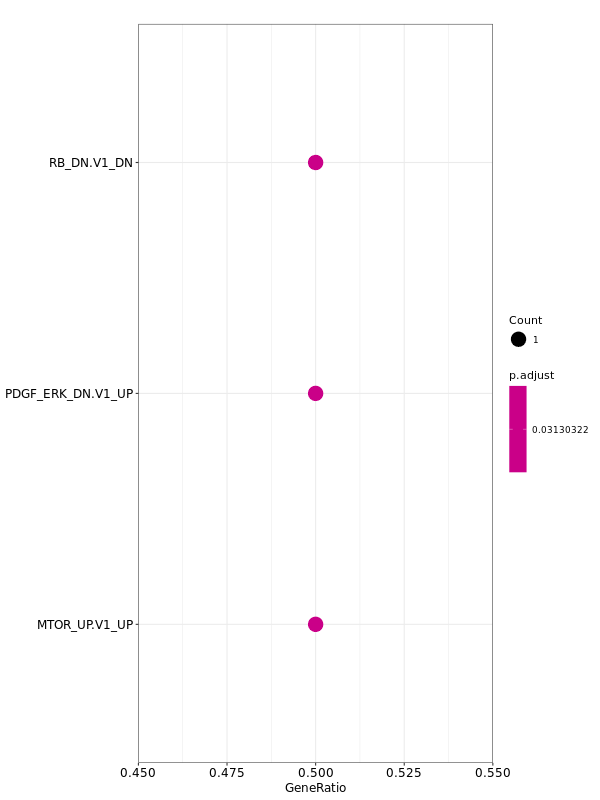 RB_DN.V1_DN
PDGF_ERK_DN.V1_UP
MTOR_UP.V1_UP
0.450 0.475 0.500 0.525 0.550
GeneRatio
Count
1
p.adjust
0.03130322